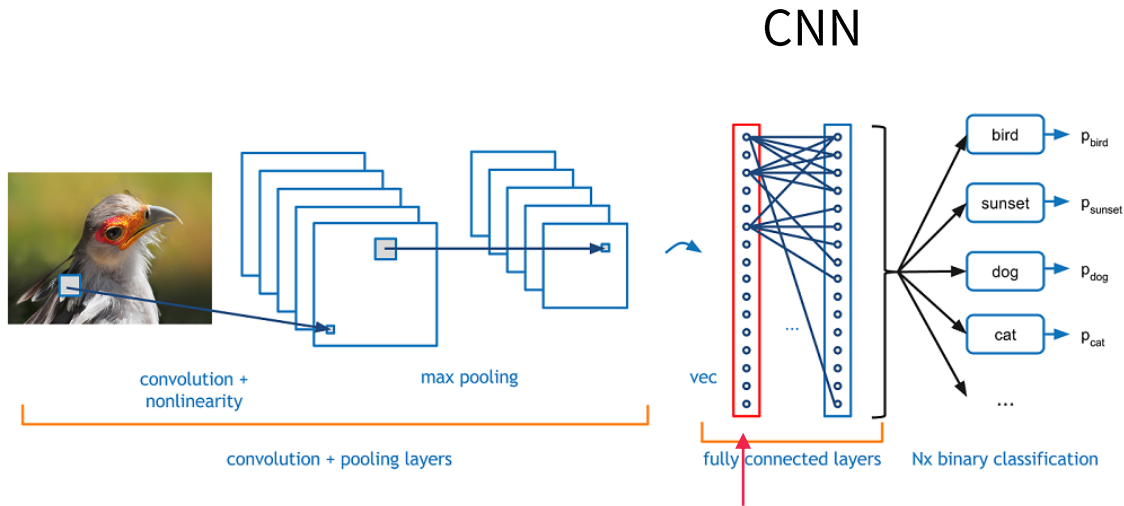 CNN
bird
p_bird
sunset
p_sunset
dog
p_dog
cat
p_cat
...
...
convolution +
nonlinearity
max pooling
vec
convolution + pooling layers
fully connected layers
Nx binary classification